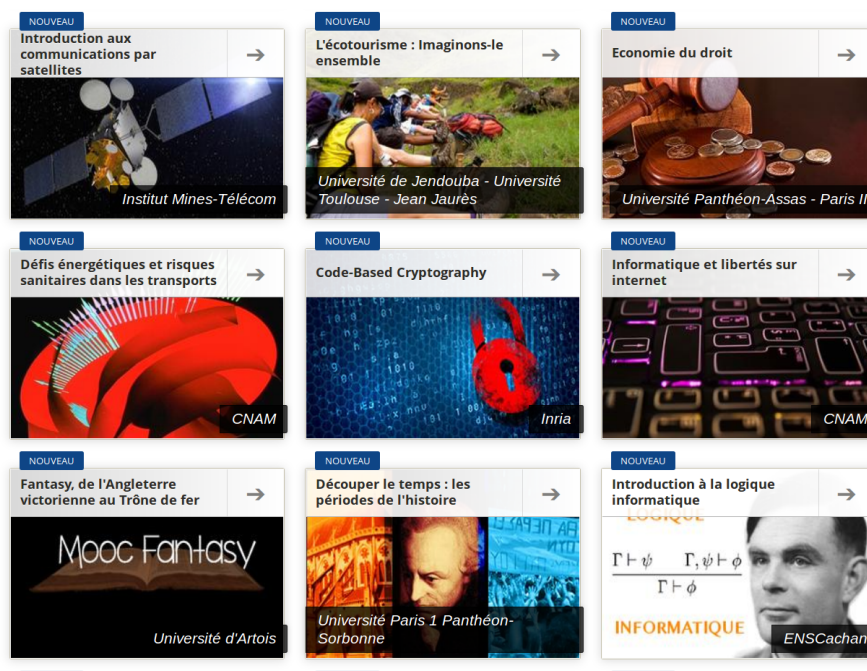 NOUVEAU
Introduction aux
communications par
satellites
➔
Institut Mines-Télécom
NOUVEAU
L'écotourisme : Imaginons-le
ensemble
➔
Université de Jendouba - Université
Toulouse - Jean Jaurès
NOUVEAU
Economie du droit
➔
Université Panthéon-Assas - Paris II
NOUVEAU
Défis énergétiques et risques
sanitaires dans les transports
➔
CNAM
NOUVEAU
Code-Based Cryptography
➔
Inria
NOUVEAU
Informatique et libertés sur
internet
➔
CNAM
NOUVEAU
Fantasy, de l'Angleterre
victorienne au Trône de fer
➔
Mooc Fantasy
Université d'Artois
NOUVEAU
Découper le temps : les
périodes de l'histoire
➔
Université Paris 1 Panthéon-
Sorbonne
NOUVEAU
Introduction à la logique
informatique
➔
LOGIQUE
Γ ⊢ ψ Γ, ψ ⊢ ϕ
Γ ⊢ ϕ
INFORMATIQUE
ENSCachan